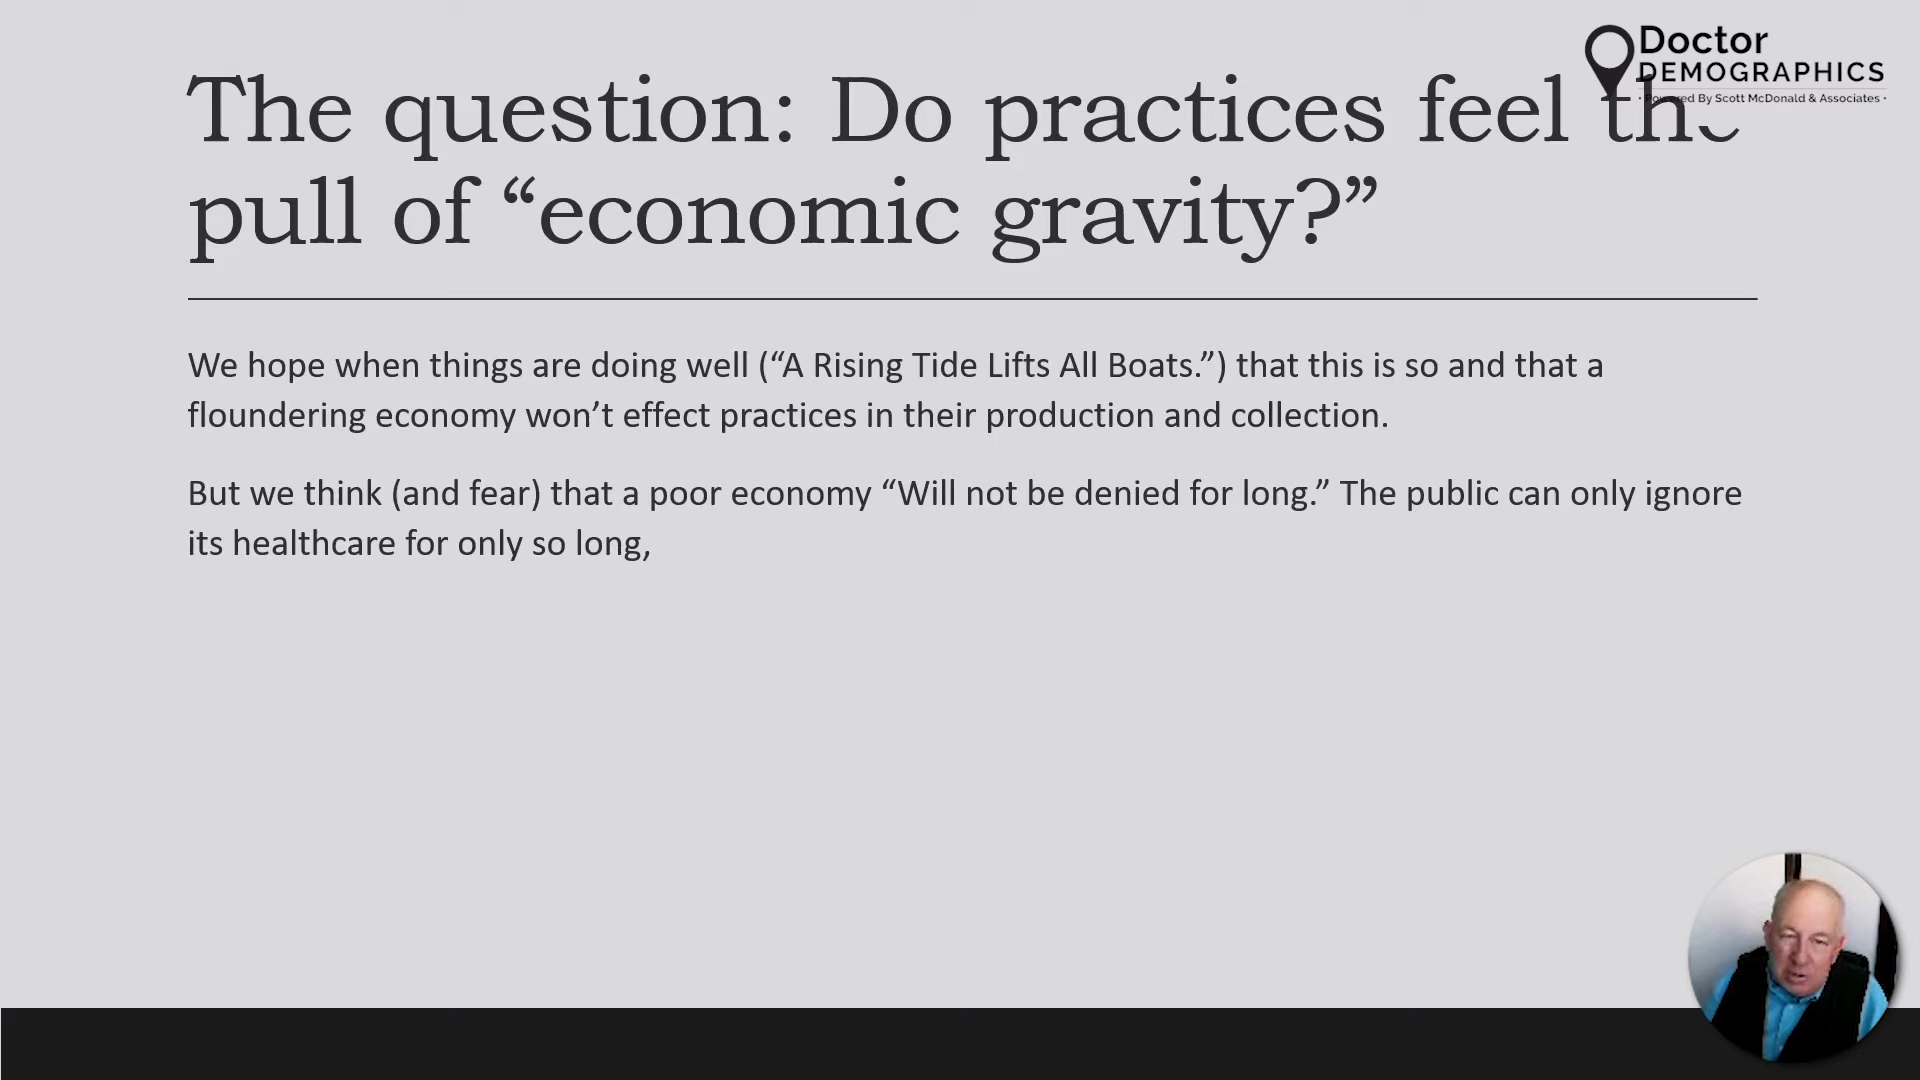 Doctor
DEMOGRAPHICS
• Powered By Scott McDonald & Associates •
The question: Do practices feel the
pull of “economic gravity?”
We hope when things are doing well (“A Rising Tide Lifts All Boats.”) that this is so and that a
floundering economy won’t effect practices in their production and collection.
But we think (and fear) that a poor economy “Will not be denied for long.” The public can only ignore
its healthcare for only so long,